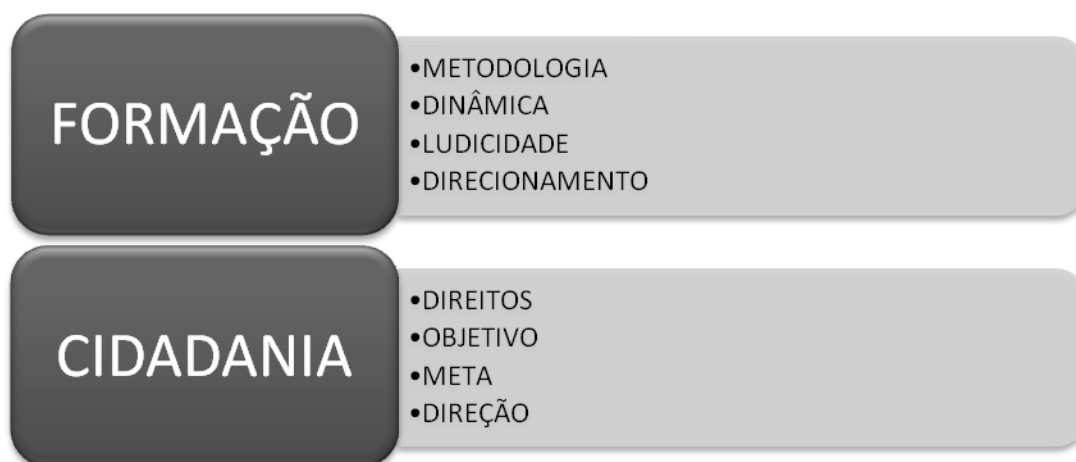 FORMAÇÃO
•METODOLOGIA
•DINÂMICA
•LUDICIDADE
•DIRECIONAMENTO
CIDADANIA
•DIREITOS
•OBJETIVO
•META
•DIREÇÃO